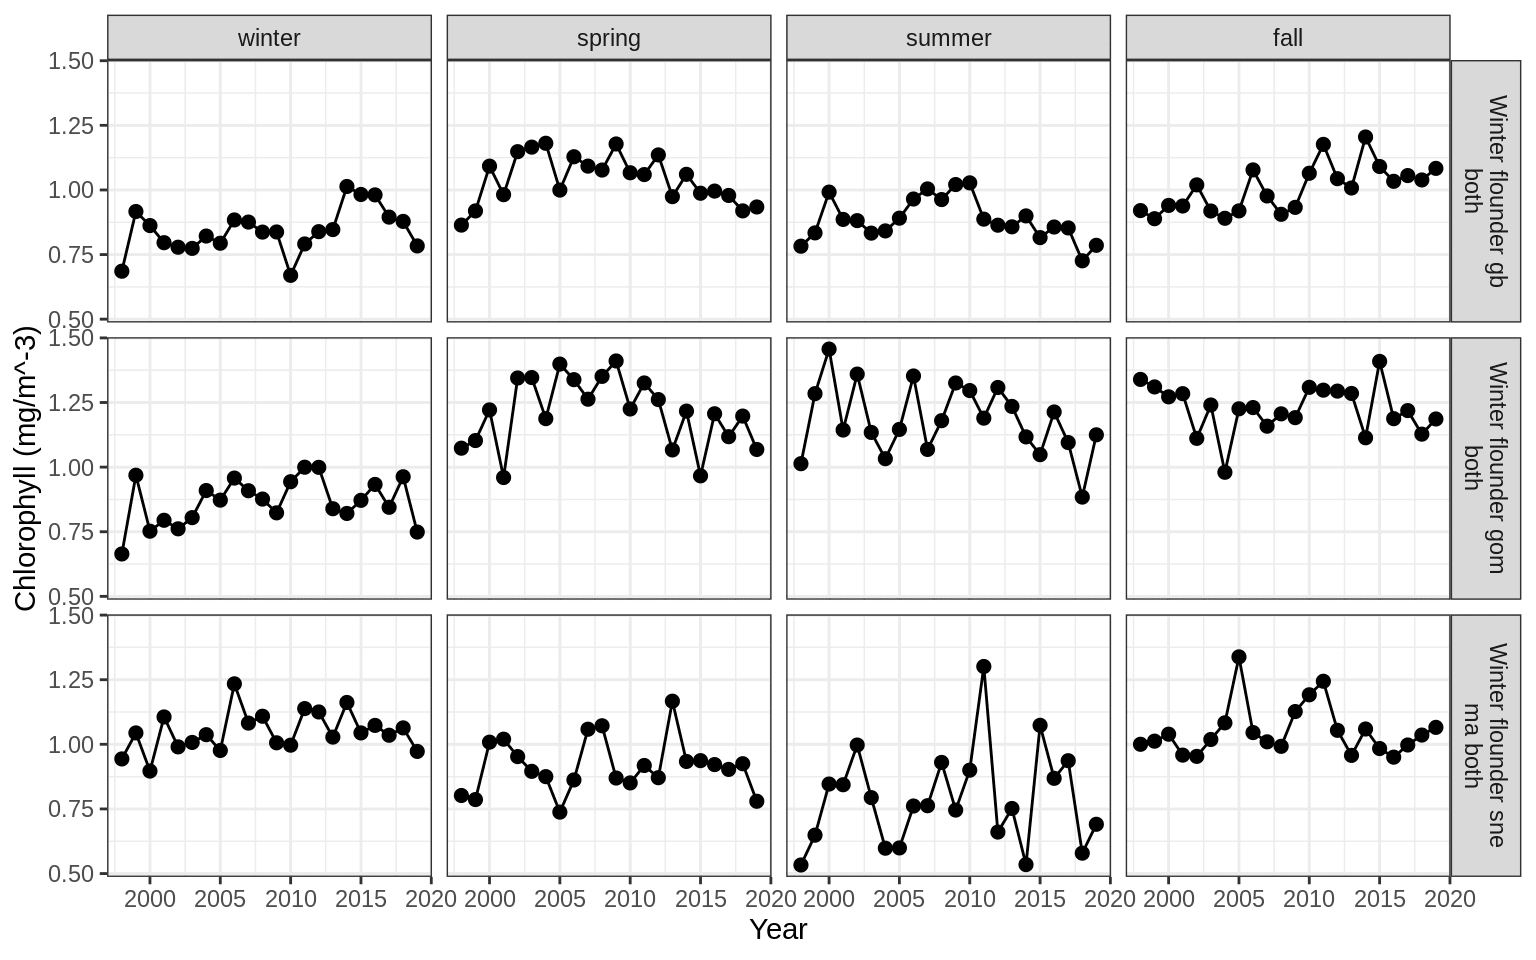 winter spring summer fall
1.50
1.25
1.00
0.75
0.50
Winter flounder gb
both
1.50
1.25
1.00
0.75
0.50
Winter flounder gom
both
1.50
1.25
1.00
0.75
0.50
Winter flounder sne
ma both
Chlorophyll (mg/m^-3)
2000 2005 2010 2015 2020 2000 2005 2010 2015 2020 2000 2005 2010 2015 2020 2000 2005 2010 2015 2020
Year